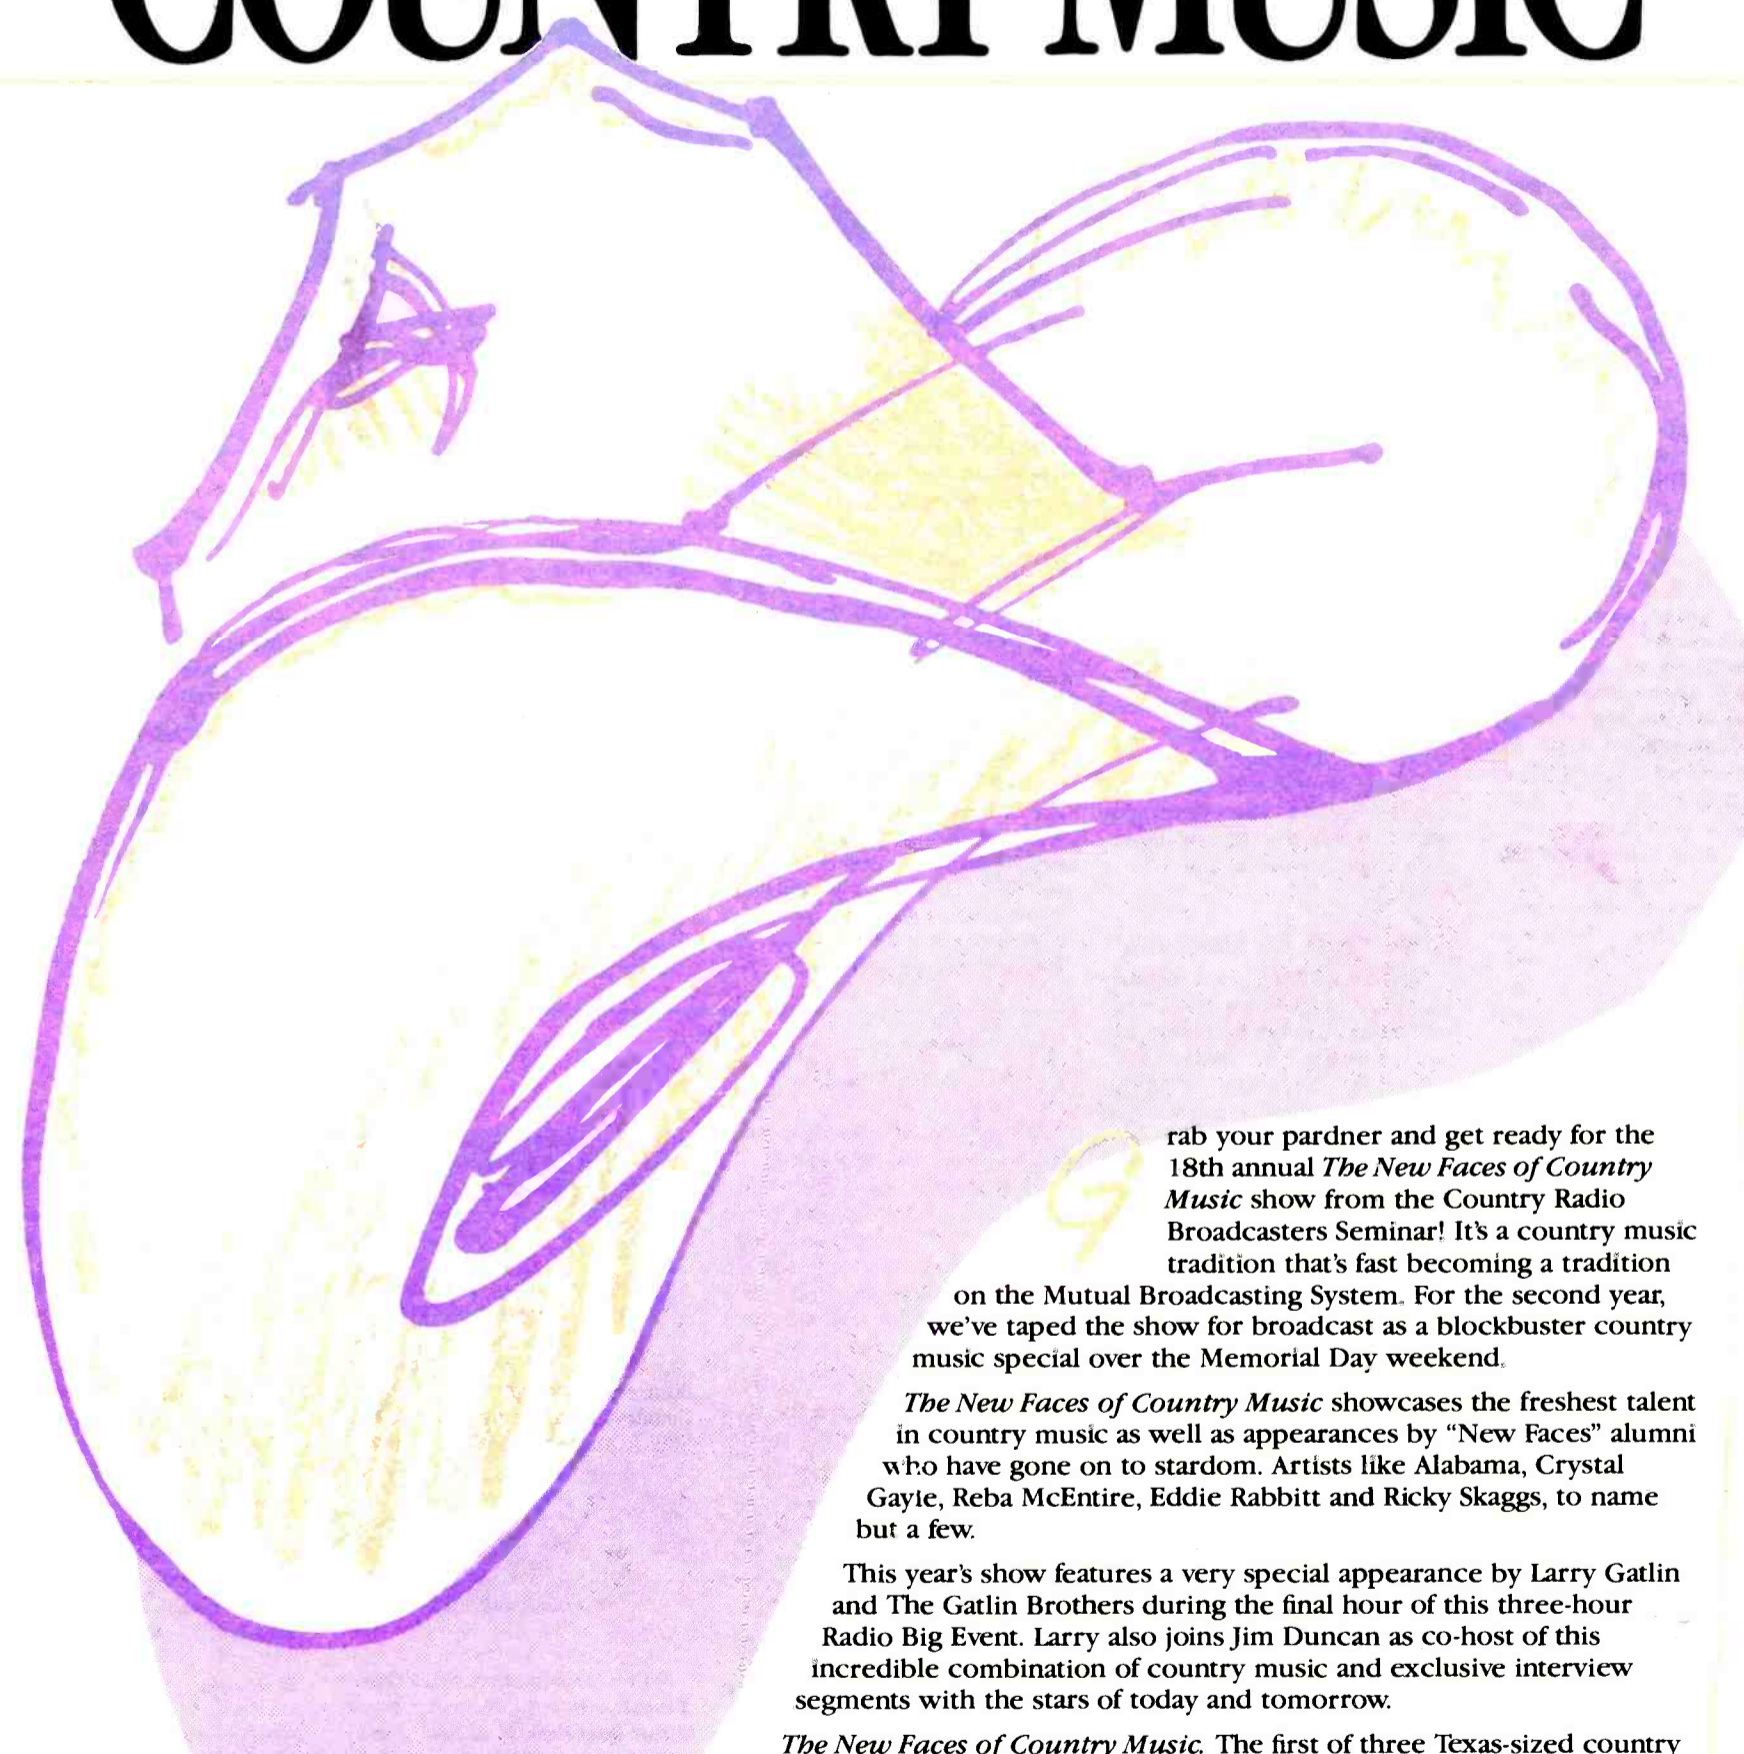 COUNTRY MUSIC
Grab your pardner and get ready for the
18th annual The New Faces of Country
Music show from the Country Radio
Broadcasters Seminar! It's a country music
tradition that's fast becoming a tradition
on the Mutual Broadcasting System. For the second year,
we've taped the show for broadcast as a blockbuster country
music special over the Memorial Day weekend.
The New Faces of Country Music showcases the freshest talent
in country music as well as appearances by “New Faces” alumni
who have gone on to stardom. Artists like Alabama, Crystal
Gayle, Reba McEntire, Eddie Rabbitt and Ricky Skaggs, to name
but a few.
This year's show features a very special appearance by Larry Gatlin
and The Gatlin Brothers during the final hour of this three-hour
Radio Big Event. Larry also joins Jim Duncan as co-host of this
incredible combination of country music and exclusive interview
segments with the stars of today and tomorrow.
The New Faces of Country Music. The first of three Texas-sized country